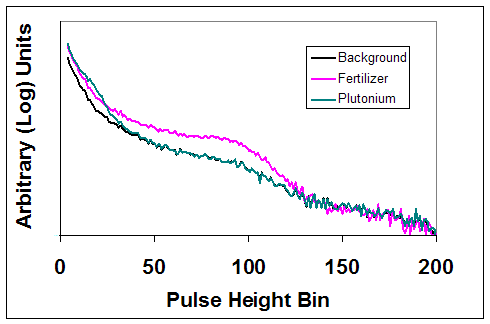 Arbitrary (Log) Units
Background
Fertilizer
Plutonium
0 50 100 150 200
Pulse Height Bin